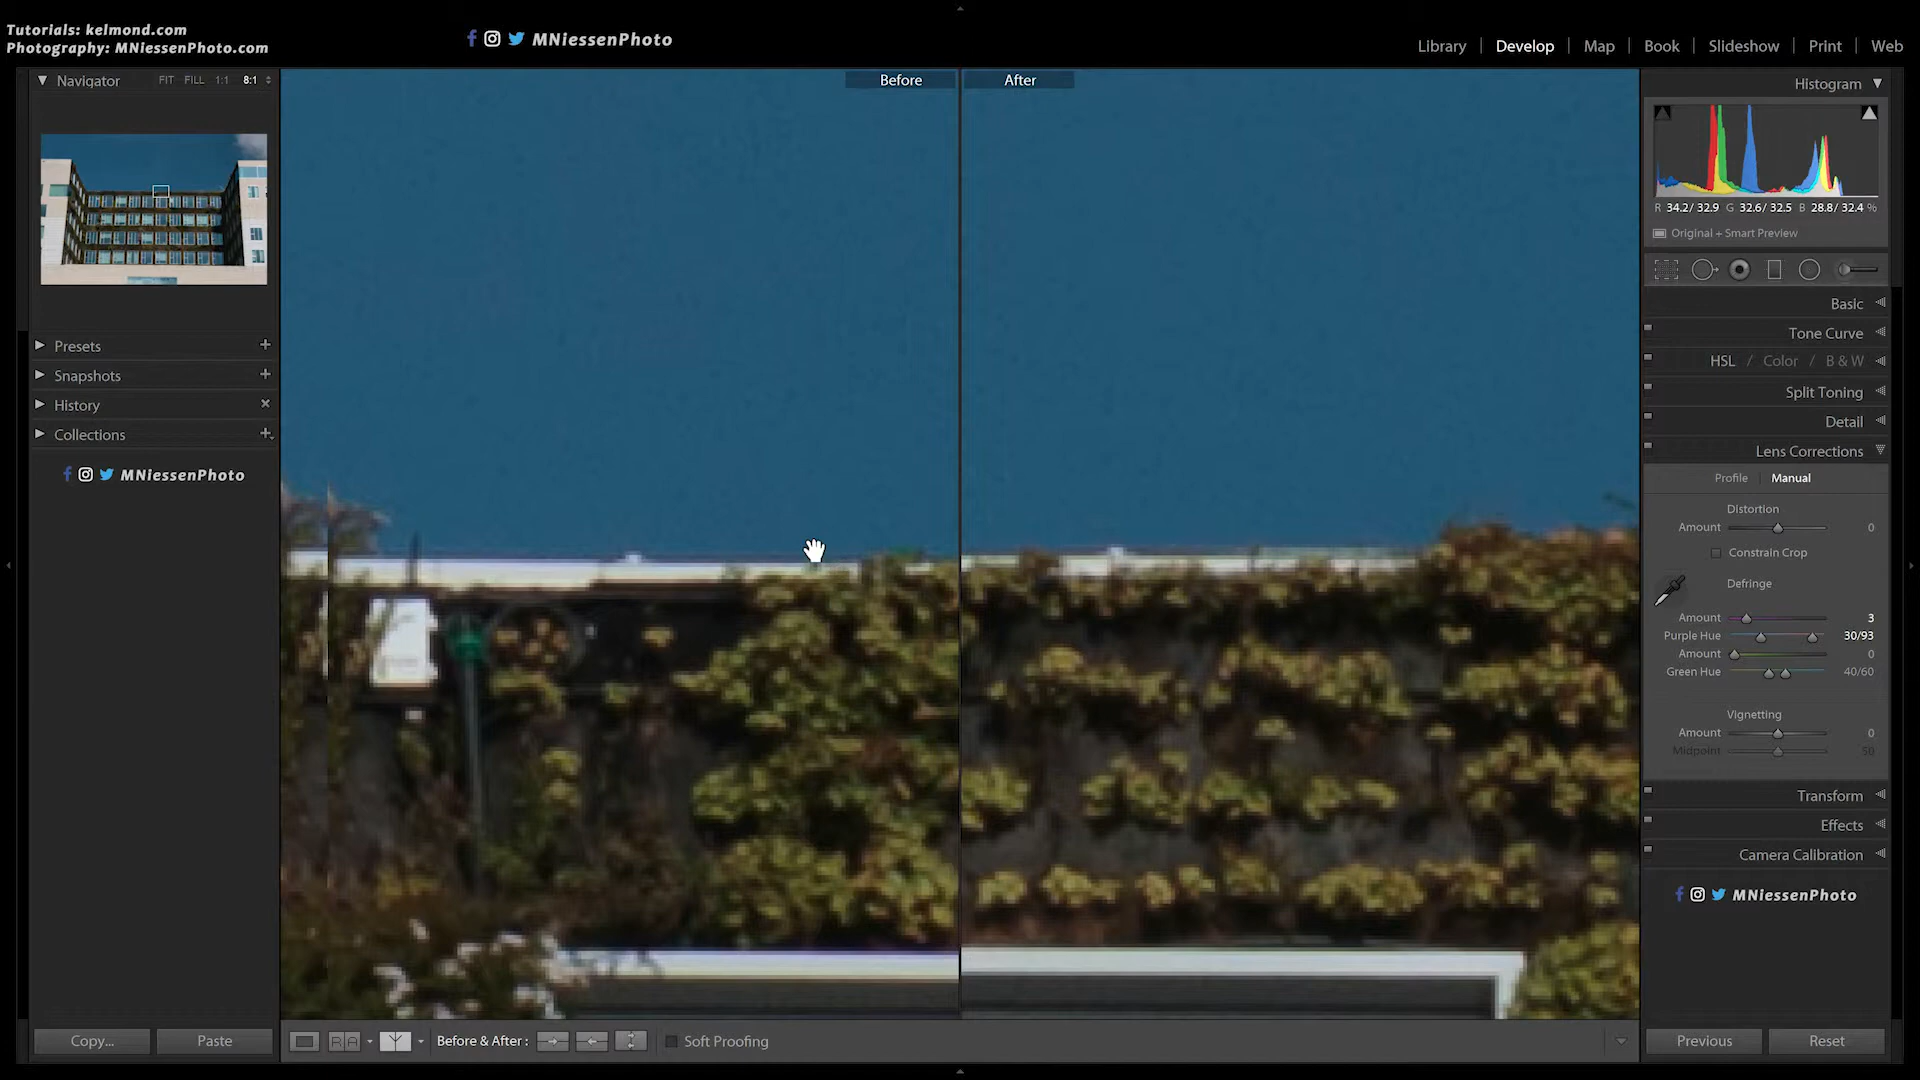 Tutorials: kelmond.com
Photography: MNiessenPhoto.com
MNiessenPhoto
Library | Develop | Map | Book | Slideshow | Print | Web
Navigator FIT FILL 1:1 8:1
Before After
Histogram
R 34.2/ 32.9 G 32.6/ 32.5 B 28.8/ 32.4 %
Original + Smart Preview
Basic
Tone Curve
HSL / Color / B & W
Split Toning
Detail
Lens Corrections
Profile Manual
Distortion
Amount 0
Constrain Crop
Defringe
Amount 3
Purple Hue 30/93
Amount 0
Green Hue 40/60
Vignetting
Amount 0
Midpoint 50
Transform
Effects
Camera Calibration
MNiessenPhoto
Presets
Snapshots
History
Collections
MNiessenPhoto
Copy... Paste
R A Y Before & After : Soft Proofing
Previous Reset